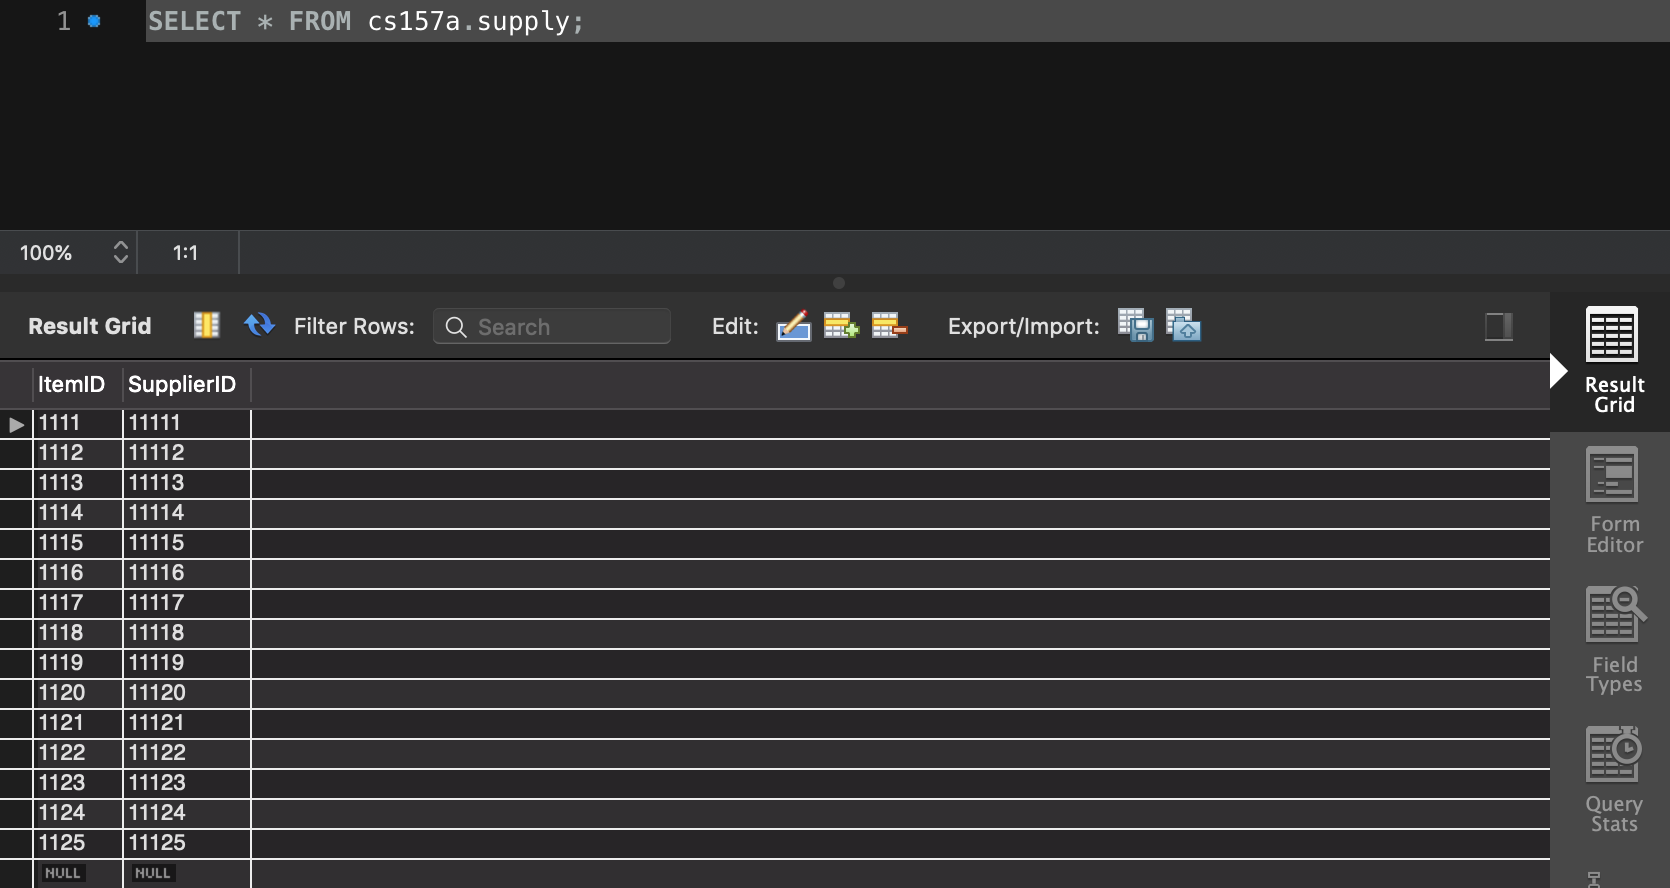 1 SELECT * FROM cs157a.supply;
100% 1:1
Result Grid Filter Rows: Search Edit: Export/Import:
Result
Grid
Form
Editor
Field
Types
Query
Stats
ItemID SupplierID
1111 11111
1112 11112
1113 11113
1114 11114
1115 11115
1116 11116
1117 11117
1118 11118
1119 11119
1120 11120
1121 11121
1122 11122
1123 11123
1124 11124
1125 11125
NULL NULL